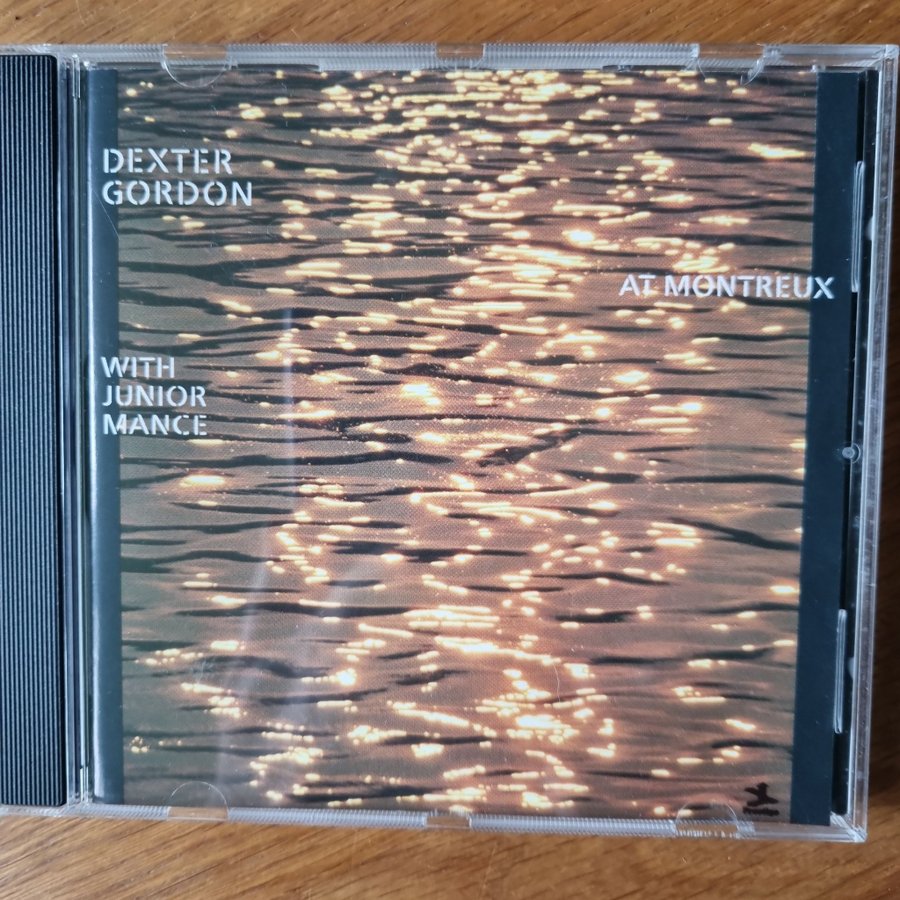 DEXTER
GORDON
AT MONTREUX
WITH
JUNIOR
MANCE